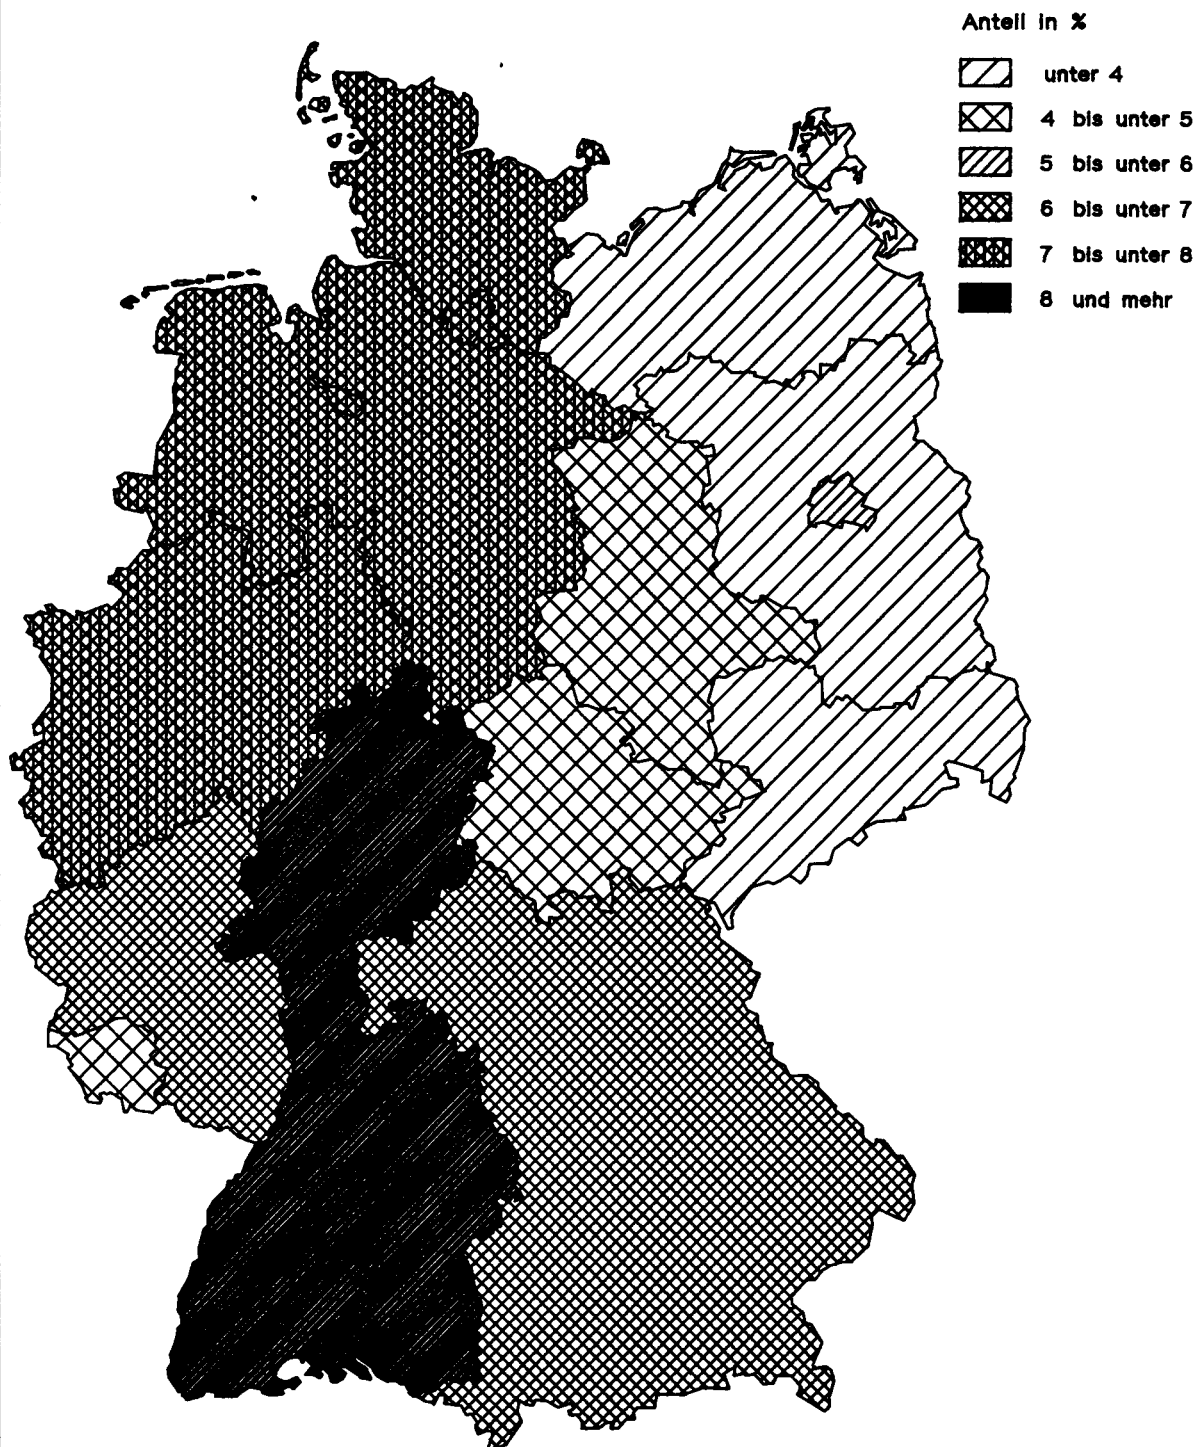 Anteil in %
unter 4
4 bis unter 5
5 bis unter 6
6 bis unter 7
7 bis unter 8
8 und mehr